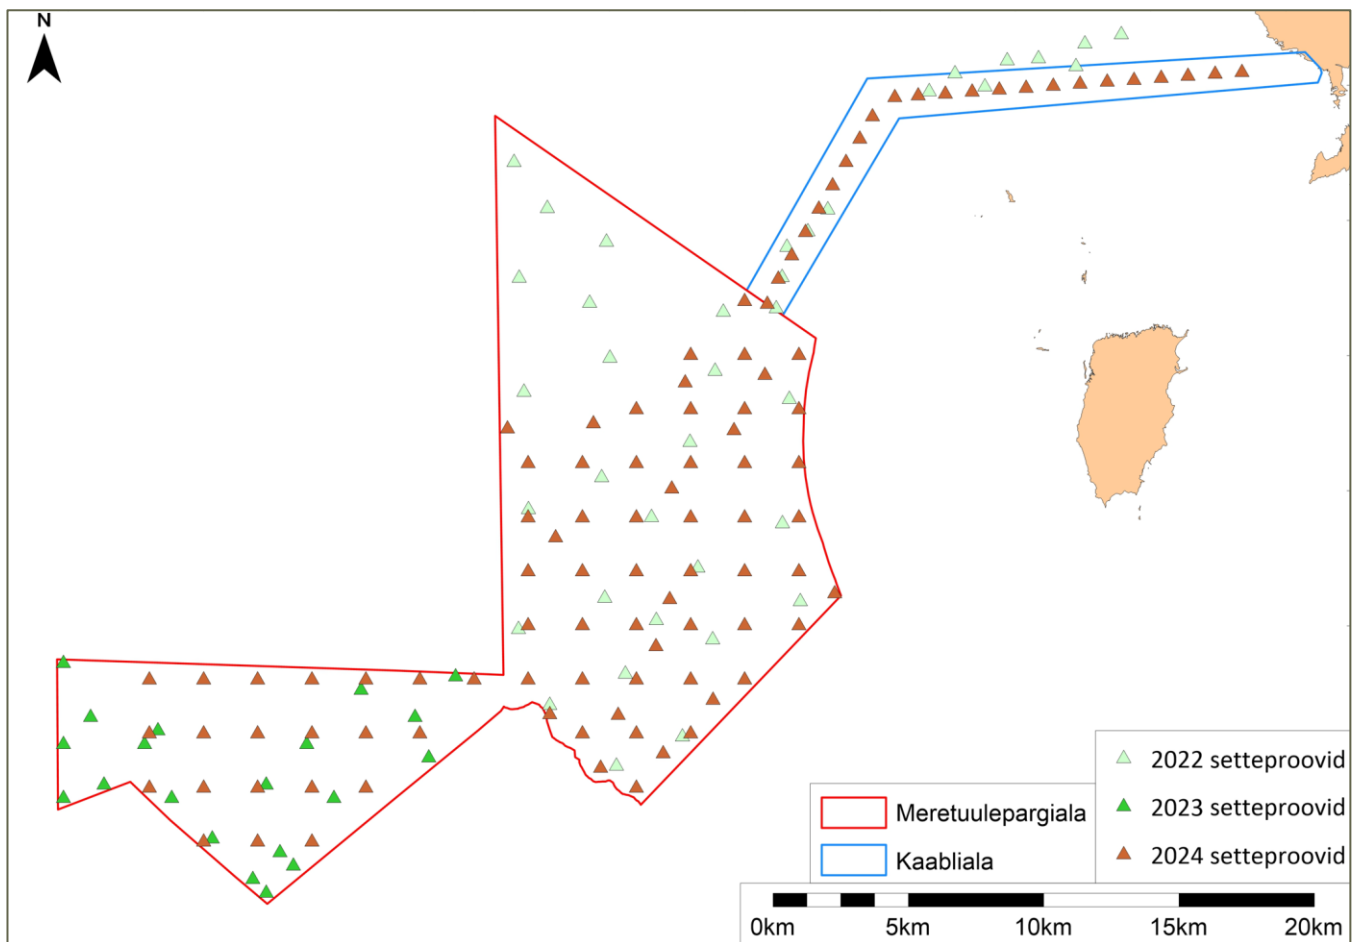 N
2022 setteproovid
2023 setteproovid
2024 setteproovid
Meretuulepargiala
Kaabliala
0km 5km 10km 15km 20km